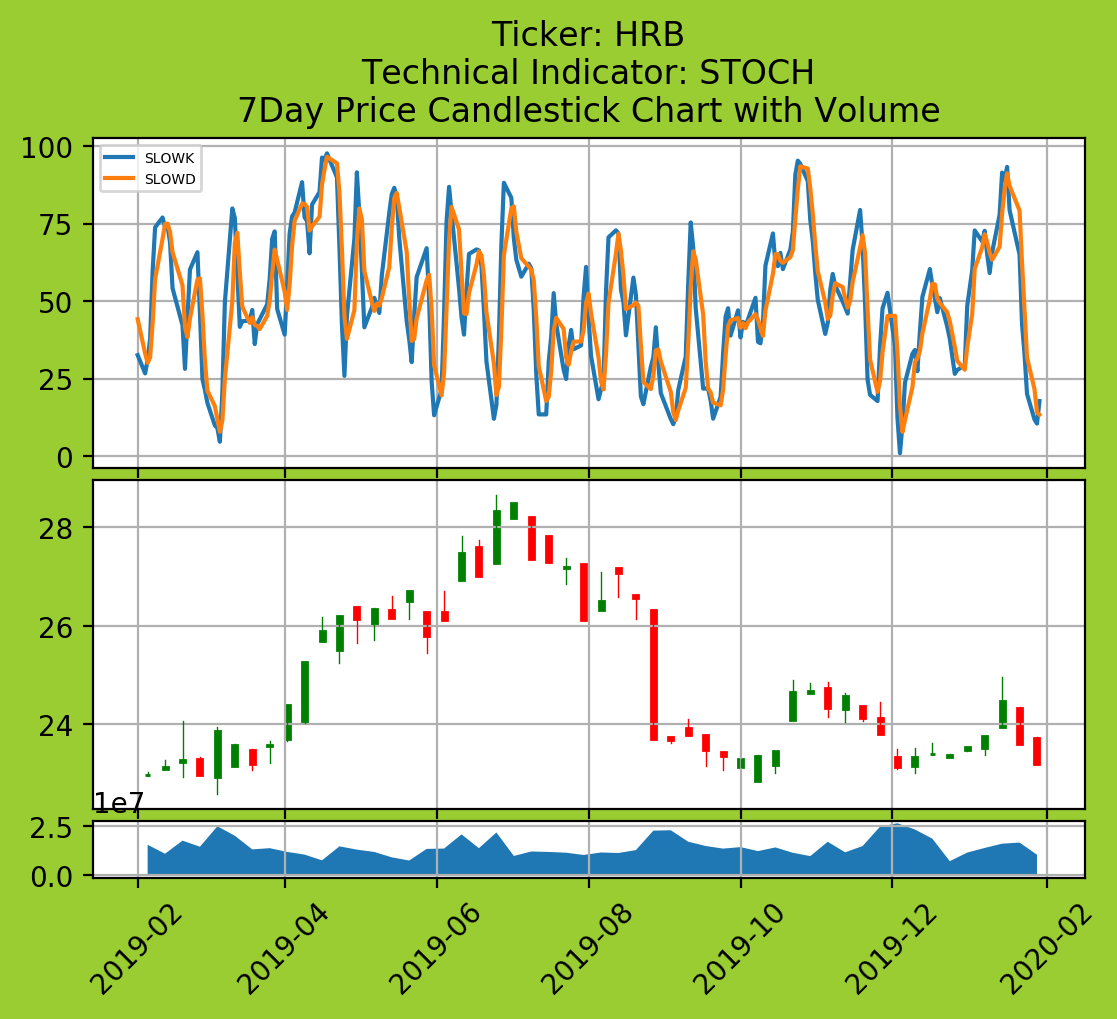 Ticker: HRB
Technical Indicator: STOCH
7Day Price Candlestick Chart with Volume
100
75
50
25
0
SLOWK
SLOWD
28
26
24
1e7
2.5
0.0
2019-02
2019-04
2019-06
2019-08
2019-10
2019-12
2020-02